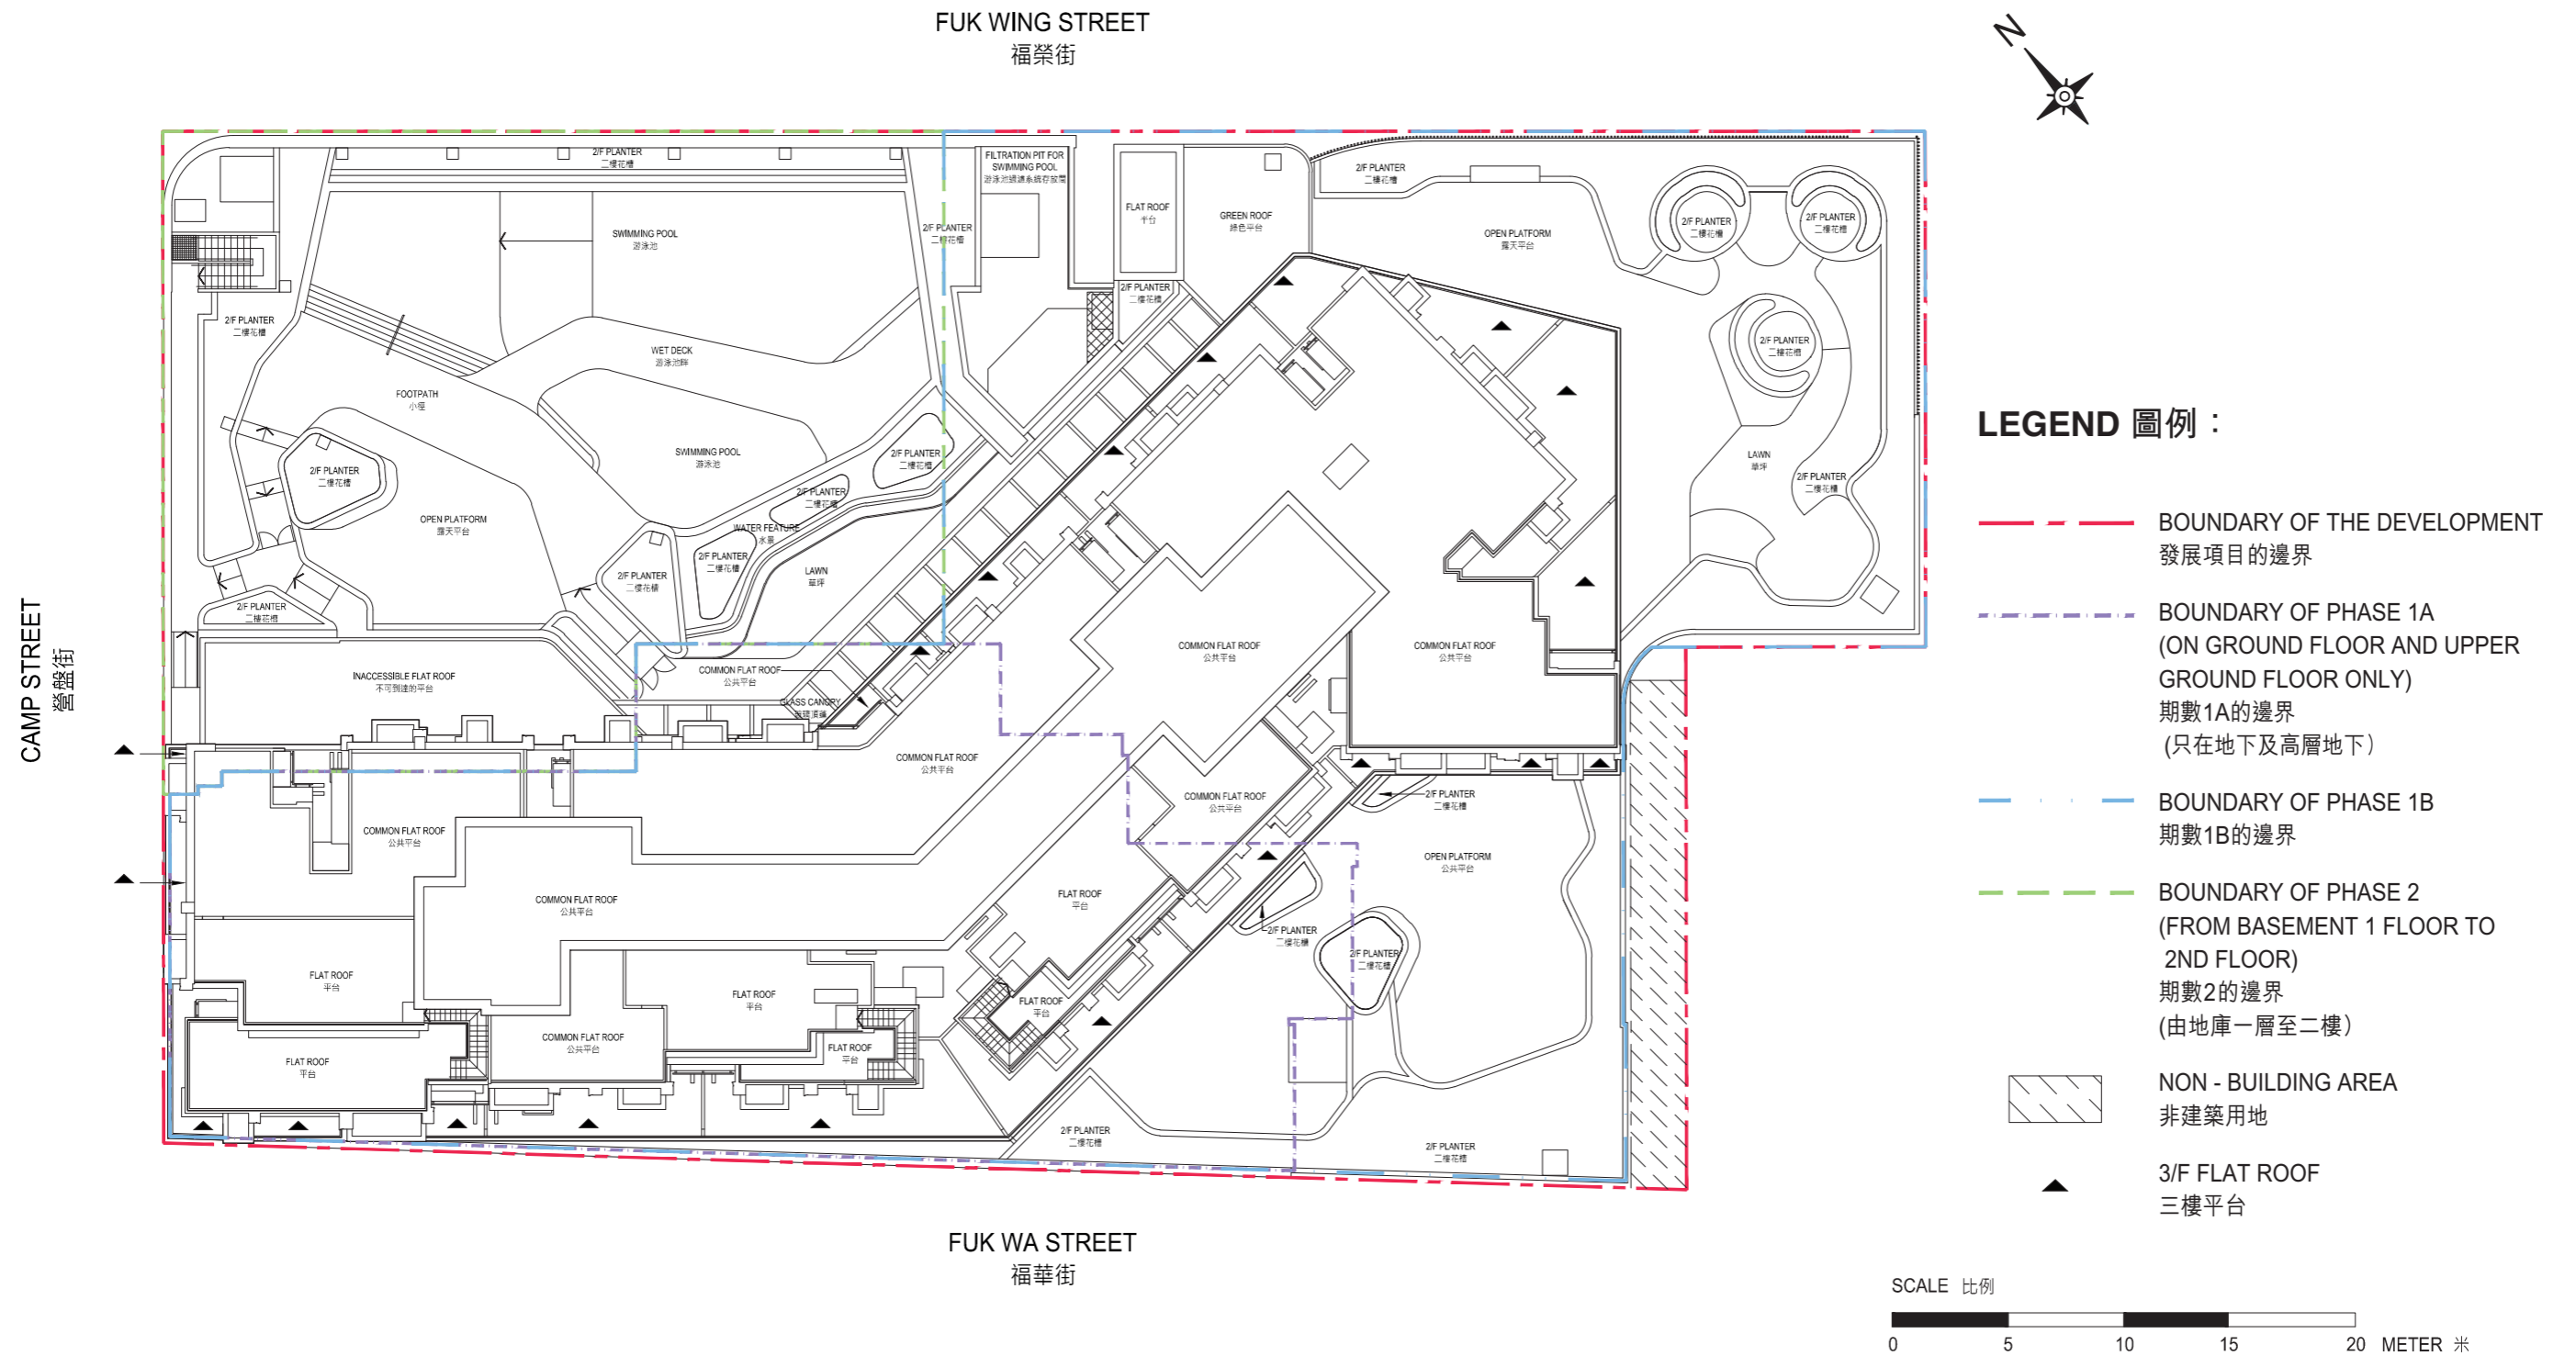 FUK WING STREET
福榮街
N
2/F PLANTER
二樓花槽
FILTRATION PIT FOR
SWIMMING POOL
2/F PLANTER
二樓花槽
FLAT ROOF
平台
GREEN ROOF
綠色平台
2/F PLANTER
二樓花槽
SWIMMING POOL
游泳池
2/F PLANTER
二樓花槽
OPEN PLATFORM
露天平台
2/F PLANTER
二樓花槽
2/F PLANTER
二樓花槽
2/F PLANTER
二樓花槽
2/F PLANTER
二樓花槽
WET DECK
游泳池畔
2/F PLANTER
二樓花槽
FOOTPATH
小徑
SWIMMING POOL
游泳池
2/F PLANTER
二樓花槽
LAWN
草坪
2/F PLANTER
二樓花槽
2/F PLANTER
二樓花槽
2/F PLANTER
二樓花槽
OPEN PLATFORM
露天平台
WATER FEATURE
水景
2/F PLANTER
二樓花槽
LAWN
草坪
2/F PLANTER
二樓花槽
2/F PLANTER
二樓花槽
CAMP STREET
營盤街
INACCESSIBLE FLAT ROOF
不可到達的平台
COMMON FLAT ROOF
公共平台
GLASS CANOPY
COMMON FLAT ROOF
公共平台
COMMON FLAT ROOF
公共平台
COMMON FLAT ROOF
公共平台
COMMON FLAT ROOF
公共平台
2/F PLANTER
二樓花槽
COMMON FLAT ROOF
公共平台
OPEN PLATFORM
公共平台
COMMON FLAT ROOF
公共平台
FLAT ROOF
平台
2/F PLANTER
二樓花槽
2/F PLANTER
二樓花槽
FLAT ROOF
平台
FLAT ROOF
平台
FLAT ROOF
平台
COMMON FLAT ROOF
公共平台
FLAT ROOF
平台
FLAT ROOF
平台
2/F PLANTER
二樓花槽
2/F PLANTER
二樓花槽
FUK WA STREET
福華街
LEGEND 圖例：
BOUNDARY OF THE DEVELOPMENT
發展項目的邊界
BOUNDARY OF PHASE 1A
(ON GROUND FLOOR AND UPPER
GROUND FLOOR ONLY)
期數1A的邊界
(只在地下及高層地下)
BOUNDARY OF PHASE 1B
期數1B的邊界
BOUNDARY OF PHASE 2
(FROM BASEMENT 1 FLOOR TO
2ND FLOOR)
期數2的邊界
(由地庫一層至二樓)
NON - BUILDING AREA
非建築用地
3/F FLAT ROOF
三樓平台
SCALE 比例
0 5 10 15 20 METER 米